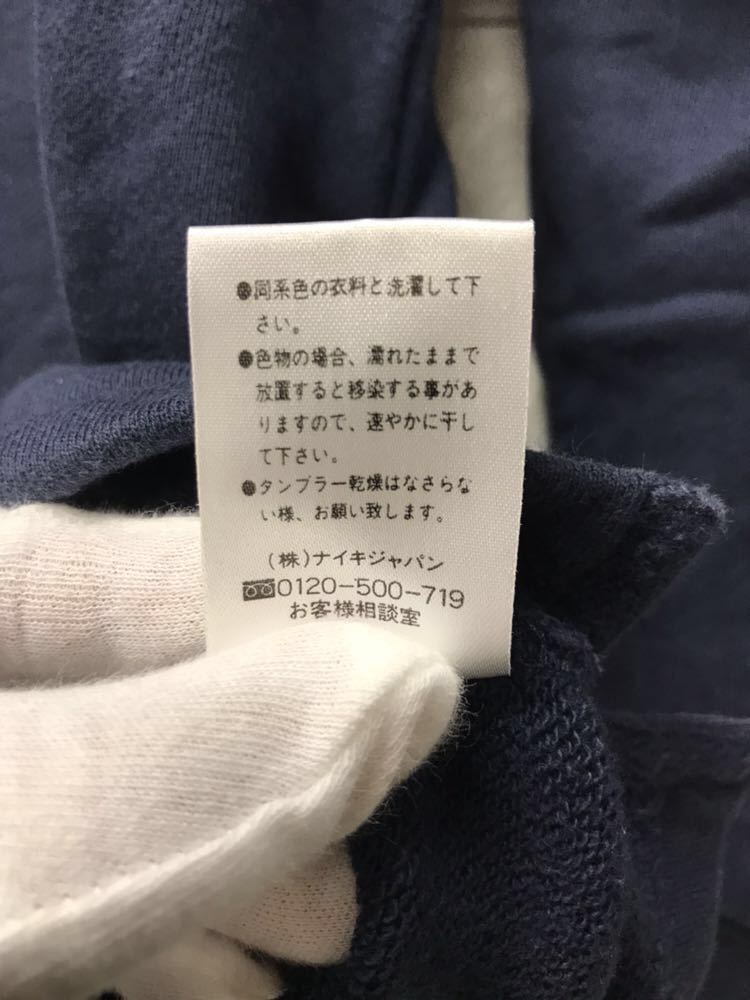 ●同系色の衣料と洗濯して下
さい。
●色物の場合、濡れたままで
放置すると移染する事があ
りますので、速やかに干し
て下さい。
●タンブラー乾燥はなさらな
い様、お願い致します。
(株)ナイキジャパン
0120-500-719
お客様相談室